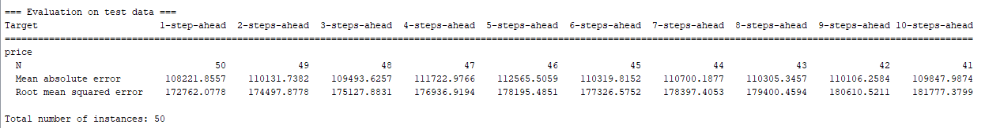 === Evaluation on test data ===
Target 1-step-ahead 2-steps-ahead 3-steps-ahead 4-steps-ahead 5-steps-ahead 6-steps-ahead 7-steps-ahead 8-steps-ahead 9-steps-ahead 10-steps-ahead
====================================================================================================================================================================
price
N 50 49 48 47 46 45 44 43 42 41
Mean absolute error 108221.8557 110131.7382 109493.6257 111722.9766 112565.5059 110319.8152 110700.1877 110305.3457 110106.2584 109847.9874
Root mean squared error 172762.0778 174497.8778 175127.8831 176936.9194 178195.4851 177326.5752 178397.4053 179400.4594 180610.5211 181777.3799
Total number of instances: 50